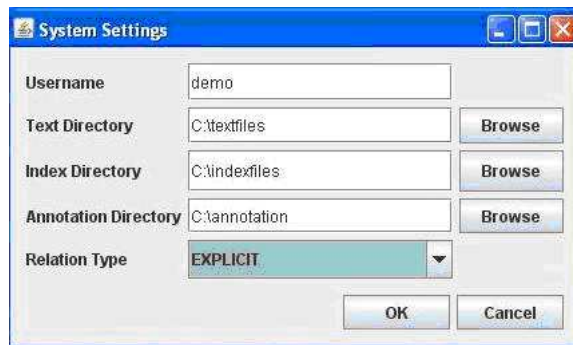 System Settings
Username demo
Text Directory C:\textfiles Browse
Index Directory C:\indexfiles Browse
Annotation Directory C:\annotation Browse
Relation Type EXPLICIT
OK Cancel